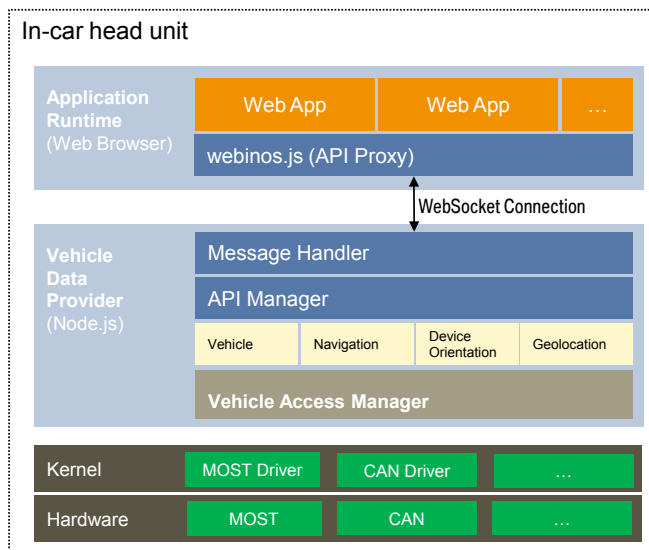 In-car head unit
Application
Runtime
(Web Browser)
Web App
Web App
...
webinos.js (API Proxy)
WebSocket Connection
Vehicle
Data
Provider
(Node.js)
Message Handler
API Manager
Vehicle
Navigation
Device
Orientation
Geolocation
Vehicle Access Manager
Kernel
MOST Driver
CAN Driver
...
Hardware
MOST
CAN
...